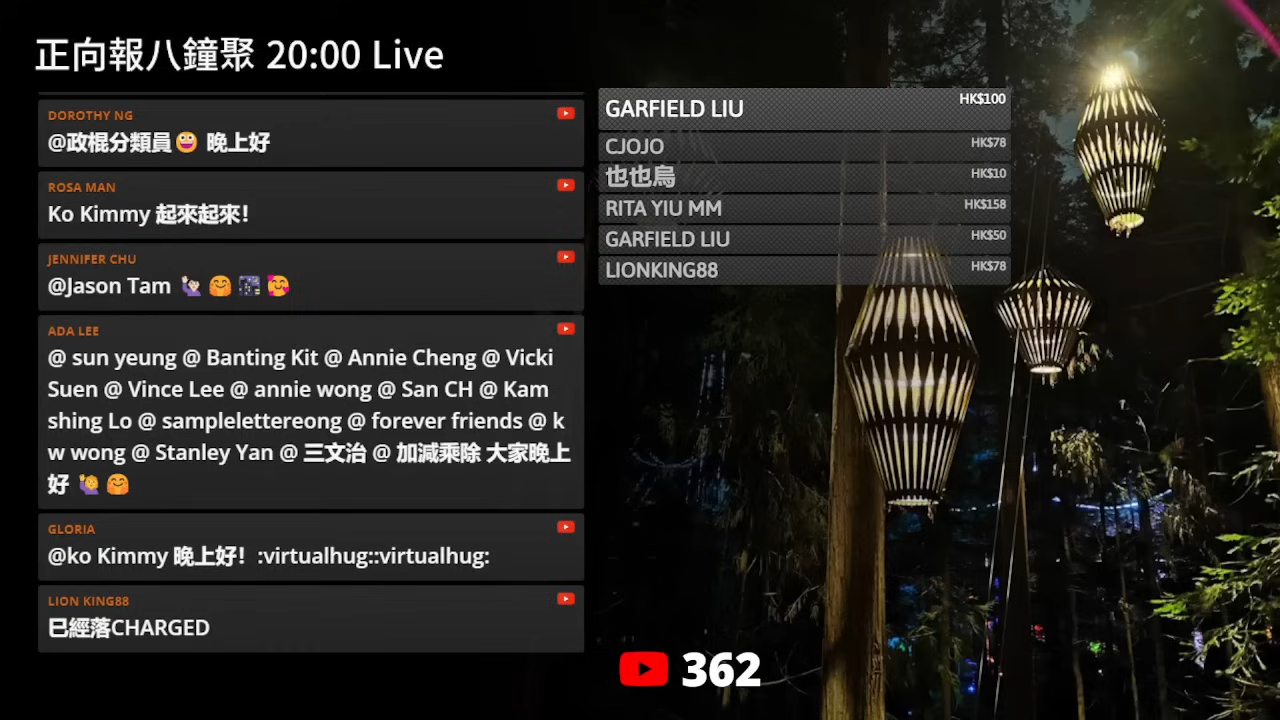 正向報八鐘聚 20:00 Live
DOROTHY NG
@政棍分類員🤪 晚上好
ROSA MAN
Ko Kimmy 起來起來！
JENNIFER CHU
@Jason Tam 🙋🏻‍♀️ 🤗 🌌 🥰
ADA LEE
@ sun yeung @ Banting Kit @ Annie Cheng @ Vicki
Suen @ Vince Lee @ annie wong @ San CH @ Kam
shing Lo @ samplelettereong @ forever friends @ k
w wong @ Stanley Yan @ 三文治 @ 加減乘除 大家晚上
好 🙋‍♀️ 🤗
GLORIA
@ko Kimmy 晚上好！:virtualhug::virtualhug:
LION KING88
已經落CHARGED
GARFIELD LIU HK$100
CJOJO HK$78
也也烏 HK$10
RITA YIU MM HK$158
GARFIELD LIU HK$50
LIONKING88 HK$78
362